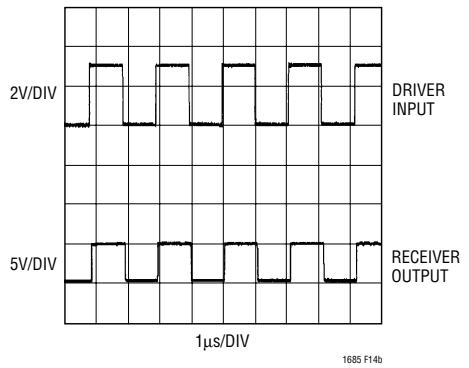 2V/DIV
DRIVER
INPUT
5V/DIV
RECEIVER
OUTPUT
1µs/DIV
1685 F14b